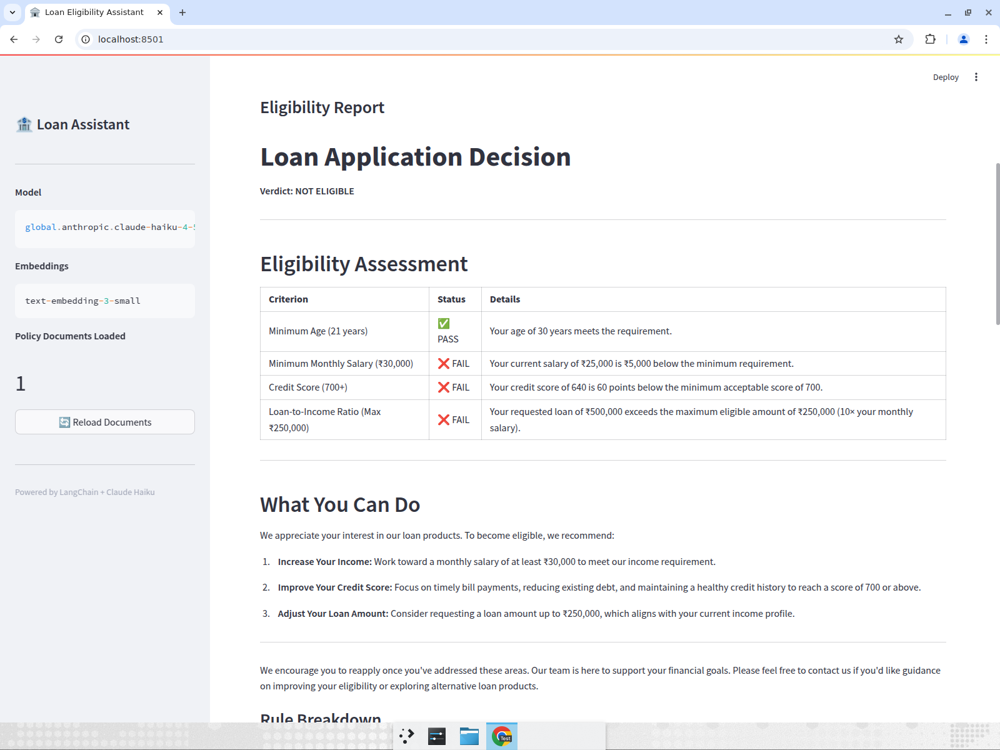 Loan Eligibility Assistant
localhost:8501
Deploy
Loan Assistant
Model
global.anthropic.claude-haiku-4-5
Embeddings
text-embedding-3-small
Policy Documents Loaded
1
Reload Documents
Powered by LangChain + Claude Haiku
Eligibility Report
Loan Application Decision
Verdict: NOT ELIGIBLE
Eligibility Assessment
Criterion Status Details
Minimum Age (21 years) ✅ PASS Your age of 30 years meets the requirement.
Minimum Monthly Salary (₹30,000) ❌ FAIL Your current salary of ₹25,000 is ₹5,000 below the minimum requirement.
Credit Score (700+) ❌ FAIL Your credit score of 640 is 60 points below the minimum acceptable score of 700.
Loan-to-Income Ratio (Max
₹250,000)
❌ FAIL
Your requested loan of ₹500,000 exceeds the maximum eligible amount of ₹250,000 (10× your monthly
salary).
What You Can Do
We appreciate your interest in our loan products. To become eligible, we recommend:
1. Increase Your Income: Work toward a monthly salary of at least ₹30,000 to meet our income requirement.
2. Improve Your Credit Score: Focus on timely bill payments, reducing existing debt, and maintaining a healthy credit history to reach a score of 700 or above.
3. Adjust Your Loan Amount: Consider requesting a loan amount up to ₹250,000, which aligns with your current income profile.
We encourage you to reapply once you've addressed these areas. Our team is here to support your financial goals. Please feel free to contact us if you'd like guidance
on improving your eligibility or exploring alternative loan products.
Rule Breakdown
Test